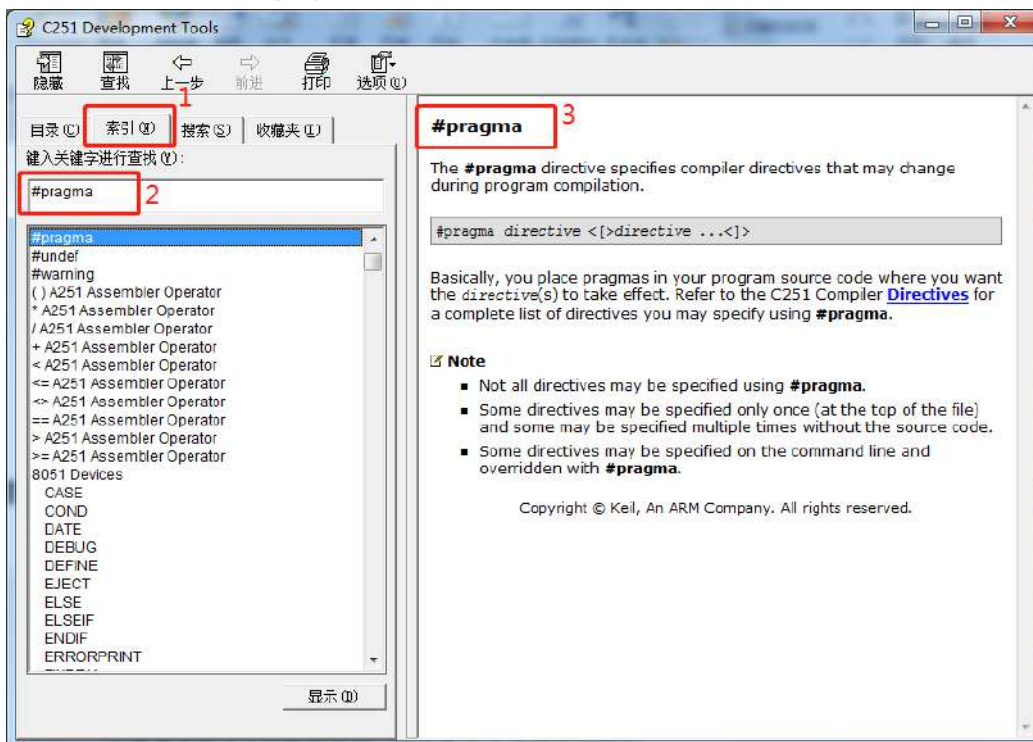 C251 Development Tools
隐藏 查找 上一步 前进 打印 选项(O)
1
目录(C) 索引(N) 搜索(S) 收藏夹(I)
键入关键字进行查找(W):
#pragma
2
#pragma
#undef
#warning
( ) A251 Assembler Operator
* A251 Assembler Operator
/ A251 Assembler Operator
+ A251 Assembler Operator
< A251 Assembler Operator
<= A251 Assembler Operator
<> A251 Assembler Operator
== A251 Assembler Operator
> A251 Assembler Operator
>= A251 Assembler Operator
8051 Devices
CASE
COND
DATE
DEBUG
DEFINE
EJECT
ELSE
ELSEIF
ENDIF
ERRORPRINT
显示(D)
#pragma
3
The #pragma directive specifies compiler directives that may change
during program compilation.
#pragma directive <[>directive ...<]>
Basically, you place pragmas in your program source code where you want
the directive(s) to take effect. Refer to the C251 Compiler Directives for
a complete list of directives you may specify using #pragma.
Note
■ Not all directives may be specified using #pragma.
■ Some directives may be specified only once (at the top of the file)
and some may be specified multiple times without the source code.
■ Some directives may be specified on the command line and
overridden with #pragma.
Copyright © Keil, An ARM Company. All rights reserved.